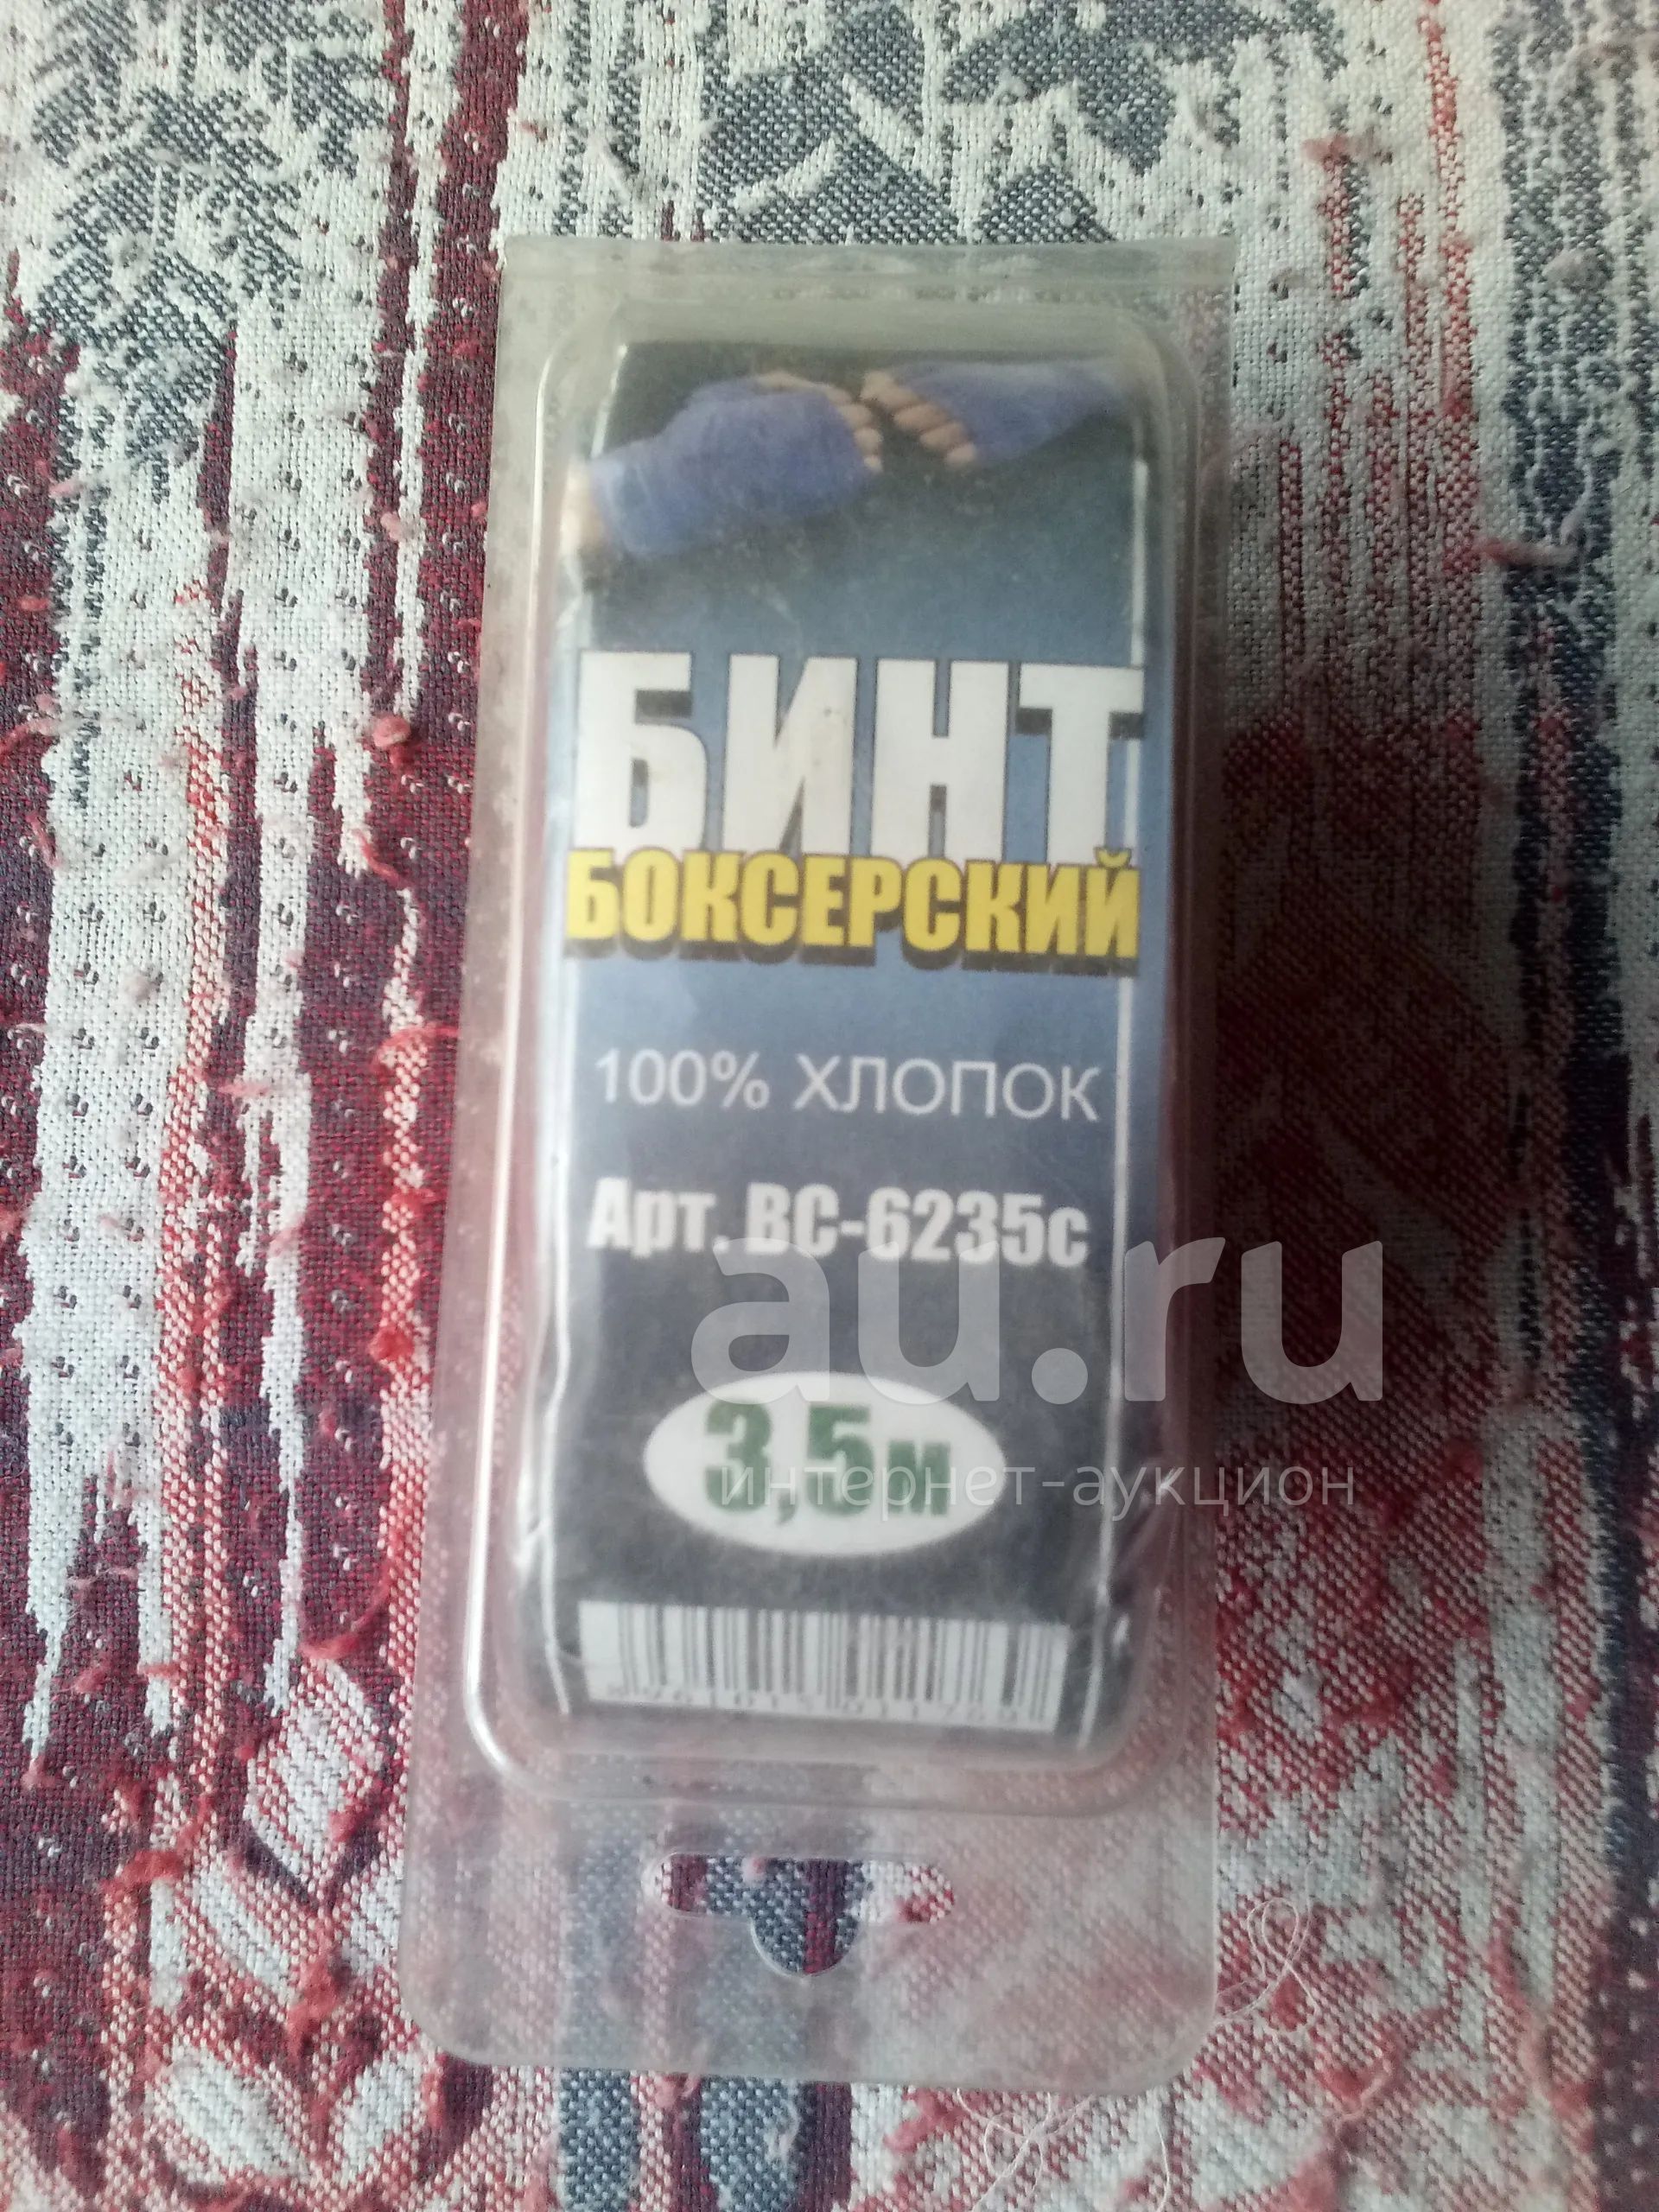 БИНТ
БОКСЕРСКИЙ
100% ХЛОПОК
Арт. ВС-6235с
au.ru
3,5м
интернет-аукцион